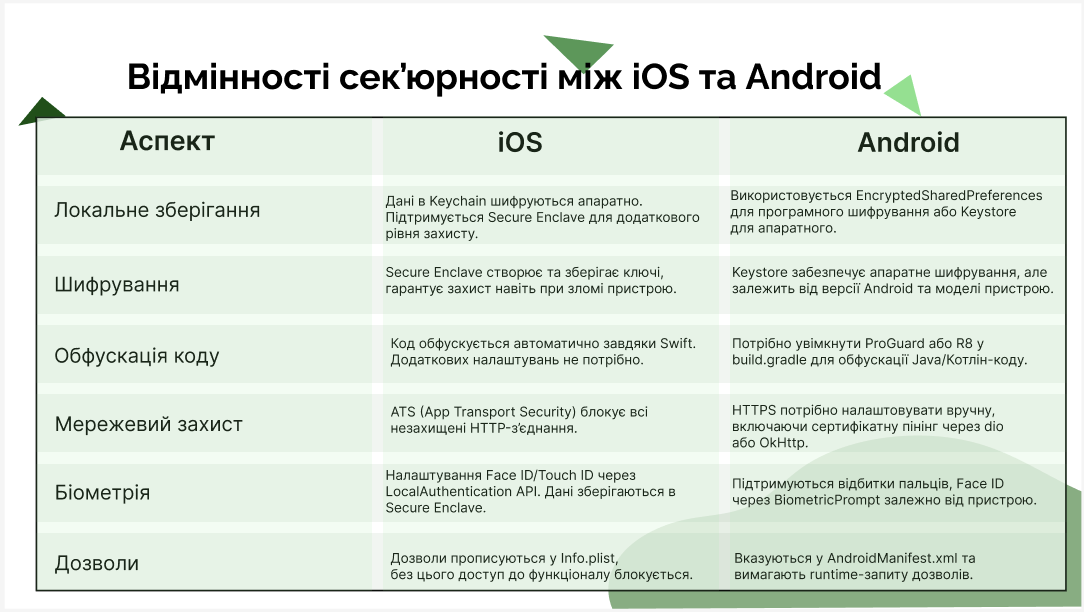 Відмінності сек’юрності між iOS та Android
Аспект
iOS
Android
Локальне зберігання
Дані в Keychain шифруються апаратно.
Підтримується Secure Enclave для додаткового
рівня захисту.
Використовується EncryptedSharedPreferences
для програмного шифрування або Keystore
для апаратного.
Шифрування
Secure Enclave створює та зберігає ключі,
гарантує захист навіть при зломі пристрою.
Keystore забезпечує апаратне шифрування, але
залежить від версії Android та моделі пристрою.
Обфускація коду
Код обфускується автоматично завдяки Swift.
Додаткових налаштувань не потрібно.
Потрібно увімкнути ProGuard або R8 у
build.gradle для обфускації Java/Котлін-коду.
Мережевий захист
ATS (App Transport Security) блокує всі
незахищені HTTP-з’єднання.
HTTPS потрібно налаштовувати вручну,
включаючи сертифікатну пінінг через dio
або OkHttp.
Біометрія
Налаштування Face ID/Touch ID через
LocalAuthentication API. Дані зберігаються в
Secure Enclave.
Підтримуються відбитки пальців, Face ID
через BiometricPrompt залежно від пристрою.
Дозволи
Дозволи прописуються у Info.plist,
без цього доступ до функціоналу блокується.
Вказуються у AndroidManifest.xml та
вимагають runtime-запиту дозволів.